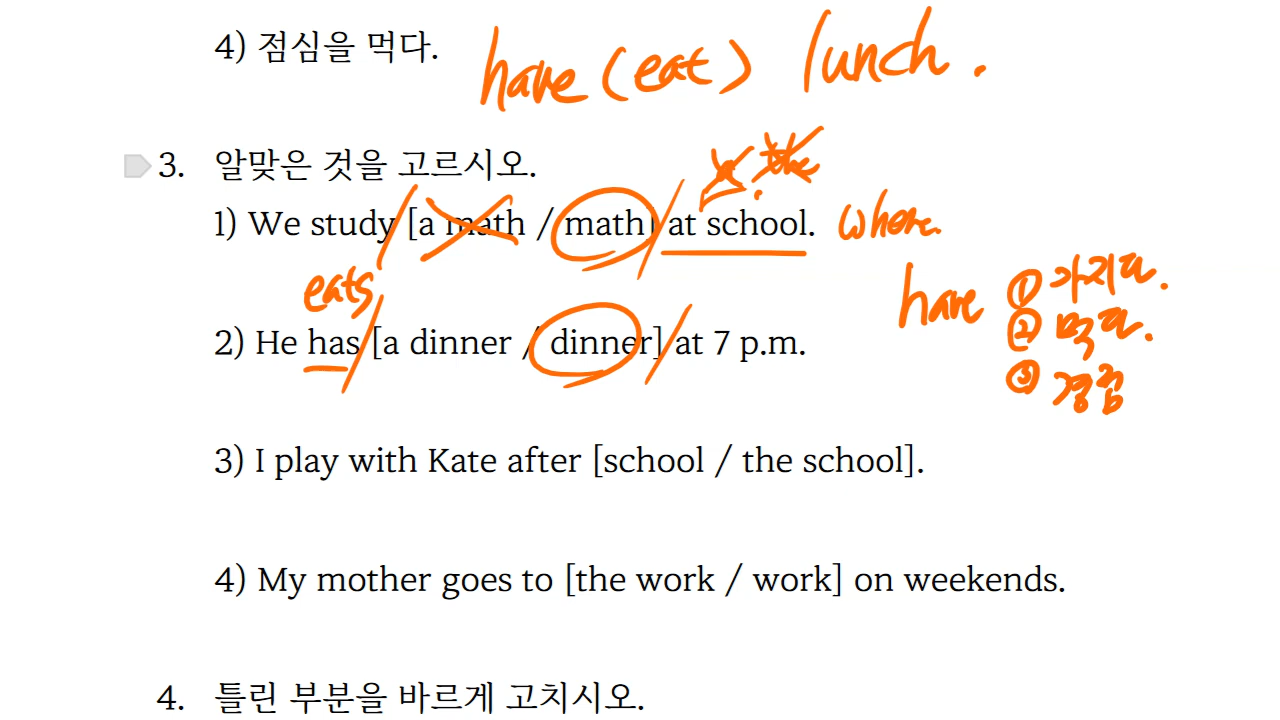 4) 점심을 먹다. have (eat) lunch.
3. 알맞은 것을 고르시오.
a the
1) We study [a math / math] at school. where.
eats
have ① 가지다.
② 먹다.
③ 경험
2) He has [a dinner / dinner] at 7 p.m.
3) I play with Kate after [school / the school].
4) My mother goes to [the work / work] on weekends.
4. 틀린 부분을 바르게 고치시오.